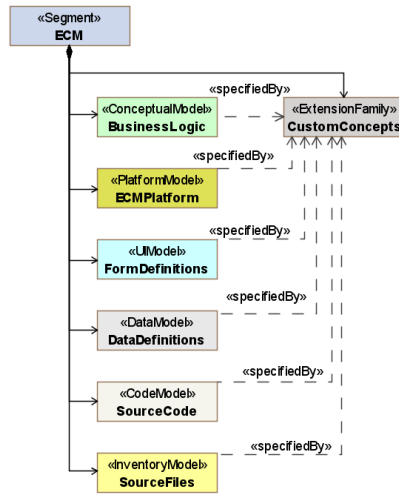 «Segment»
ECM
«specifiedBy»
«ConceptualModel»
BusinessLogic
«ExtensionFamily»
CustomConcepts
«specifiedBy»
«PlatformModel»
ECMPlatform
«specifiedBy»
«UIModel»
FormDefinitions
«specifiedBy»
«DataModel»
DataDefinitions
«specifiedBy»
«CodeModel»
SourceCode
«specifiedBy»
«InventoryModel»
SourceFiles